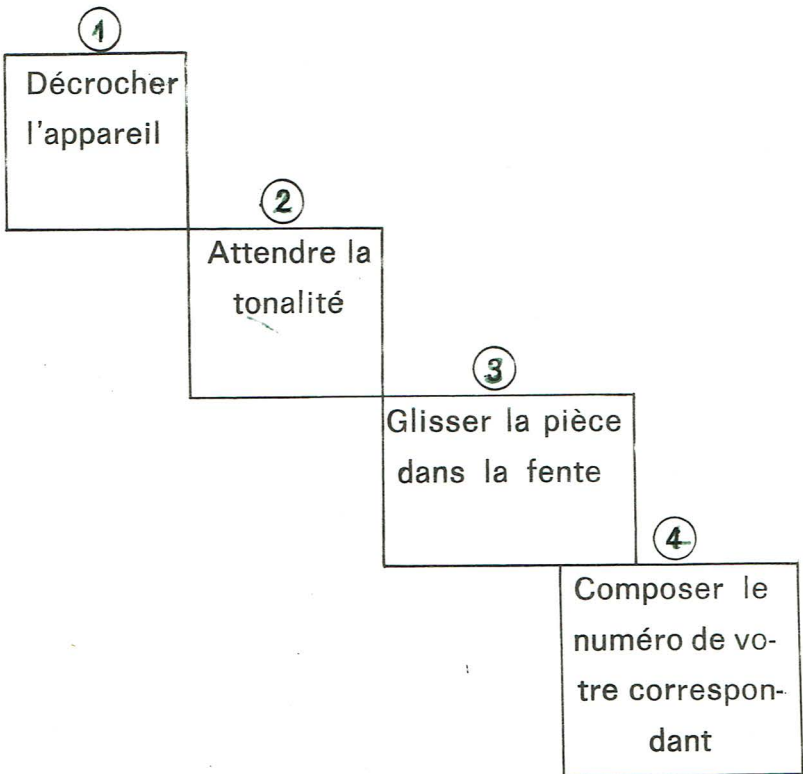 1
Décrocher
l'appareil
2
Attendre la
tonalité
3
Glisser la pièce
dans la fente
4
Composer le
numéro de vo-
tre correspon-
dant